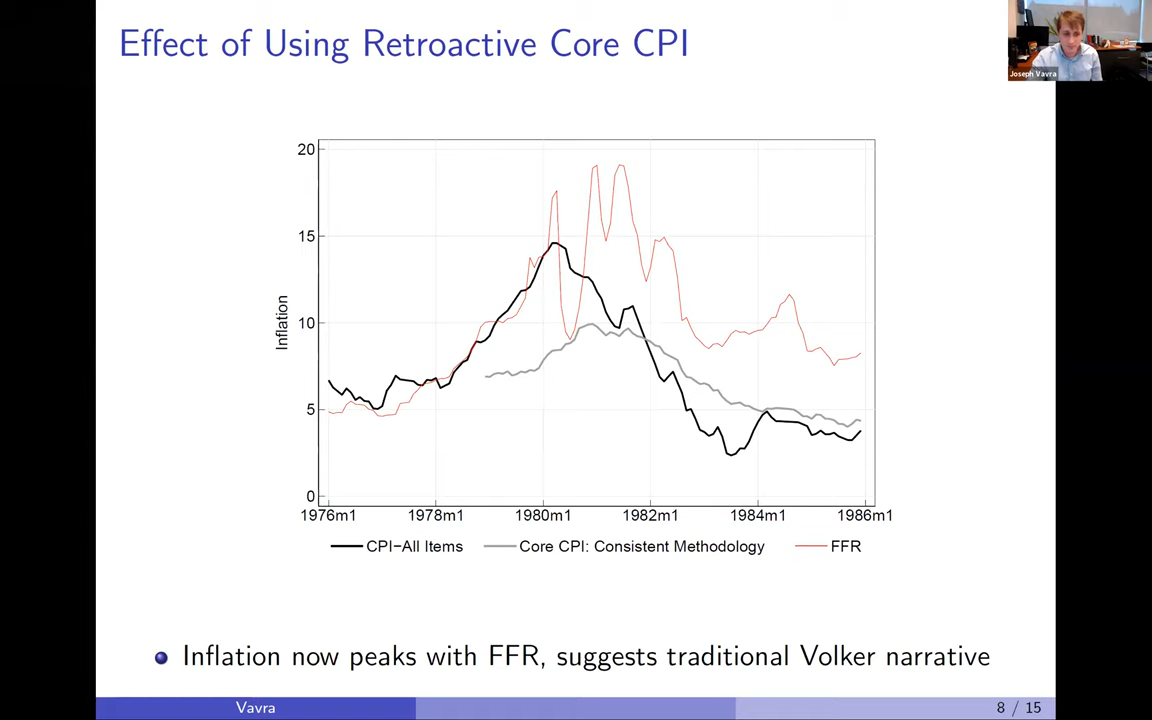 Effect of Using Retroactive Core CPI
Joseph Vavra
20
15
10
5
0
Inflation
1976m1 1978m1 1980m1 1982m1 1984m1 1986m1
CPI−All Items Core CPI: Consistent Methodology FFR
Inflation now peaks with FFR, suggests traditional Volker narrative
Vavra 8 / 15